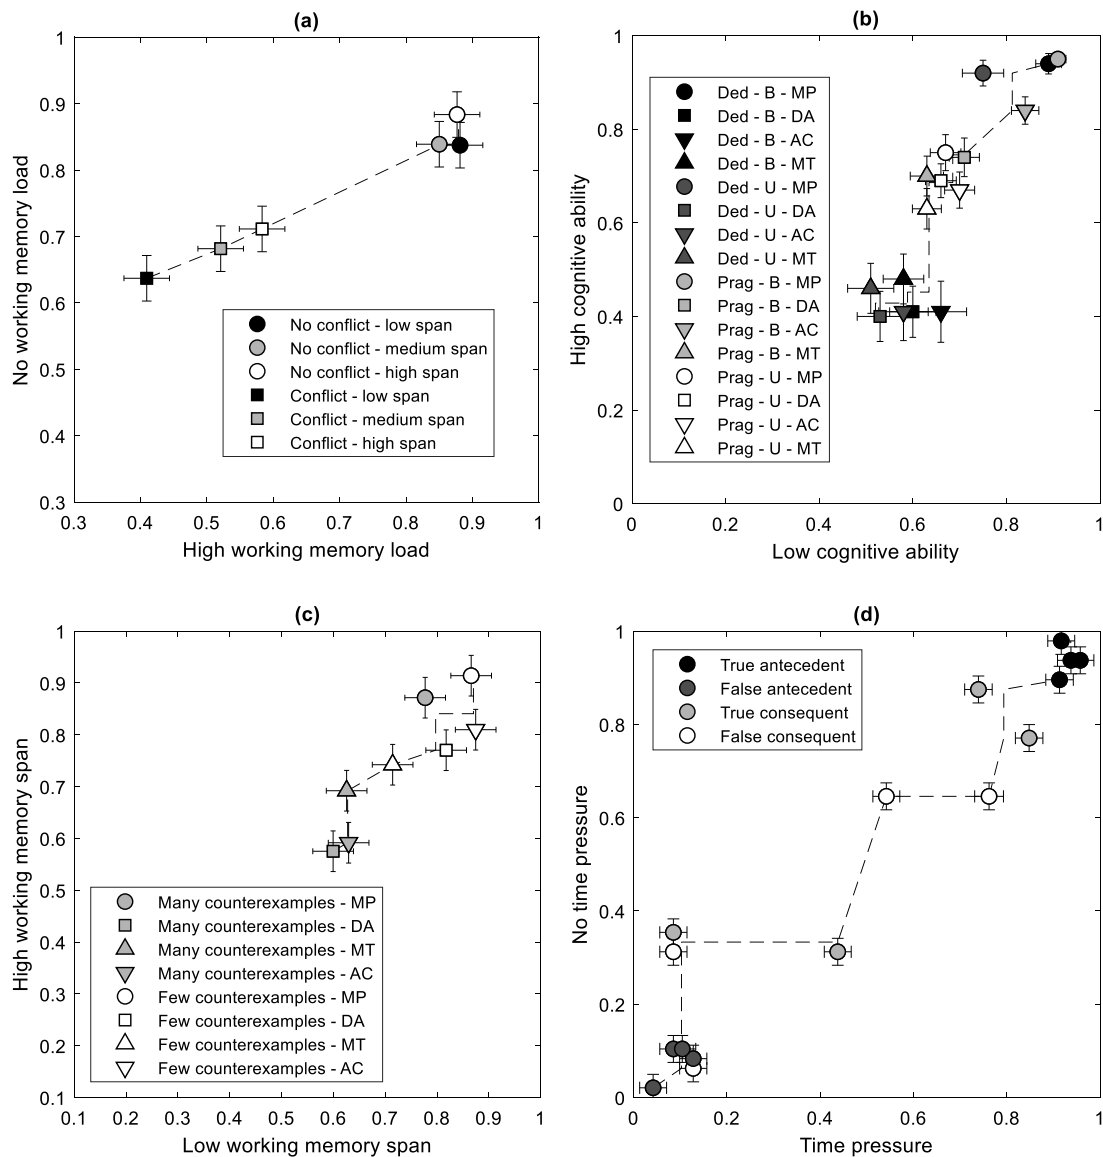 (a)
1
0.9
0.8
0.7
0.6
0.5
0.4
0.3
No working memory load
No conflict - low span
No conflict - medium span
No conflict - high span
Conflict - low span
Conflict - medium span
Conflict - high span
0.3 0.4 0.5 0.6 0.7 0.8 0.9 1
High working memory load
(b)
1
0.8
0.6
0.4
0.2
0
High cognitive ability
Ded - B - MP
Ded - B - DA
Ded - B - AC
Ded - B - MT
Ded - U - MP
Ded - U - DA
Ded - U - AC
Ded - U - MT
Prag - B - MP
Prag - B - DA
Prag - B - AC
Prag - B - MT
Prag - U - MP
Prag - U - DA
Prag - U - AC
Prag - U - MT
0 0.2 0.4 0.6 0.8 1
Low cognitive ability
(c)
1
0.9
0.8
0.7
0.6
0.5
0.4
0.3
0.2
0.1
High working memory span
Many counterexamples - MP
Many counterexamples - DA
Many counterexamples - MT
Many counterexamples - AC
Few counterexamples - MP
Few counterexamples - DA
Few counterexamples - MT
Few counterexamples - AC
0.1 0.2 0.3 0.4 0.5 0.6 0.7 0.8 0.9 1
Low working memory span
(d)
1
0.8
0.6
0.4
0.2
0
No time pressure
True antecedent
False antecedent
True consequent
False consequent
0 0.2 0.4 0.6 0.8 1
Time pressure